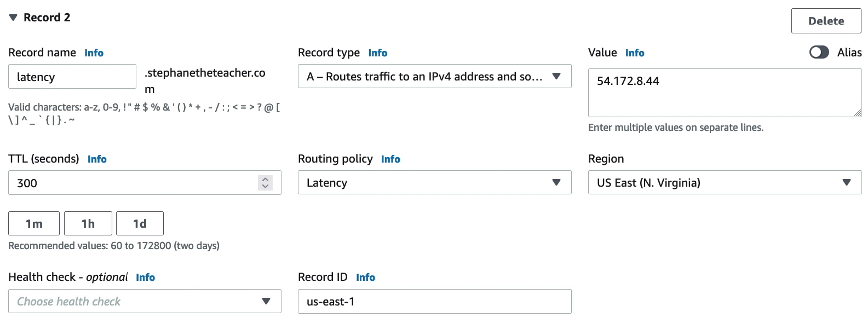 ▼ Record 2
Delete
Record name Info
latency
.stephanetheteacher.co
m
Valid characters: a-z, 0-9, ! " # $ % & ' ( ) * + , - / : ; < = > ? @ [
\ ] ^ _ ` { | } . ~
Record type Info
A – Routes traffic to an IPv4 address and so...
Value Info
Alias
54.172.8.44
Enter multiple values on separate lines.
TTL (seconds) Info
300
Routing policy Info
Latency
Region
US East (N. Virginia)
1m 1h 1d
Recommended values: 60 to 172800 (two days)
Health check - optional Info
Choose health check
Record ID Info
us-east-1